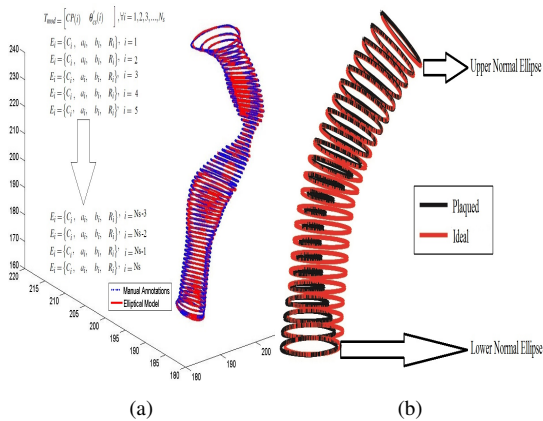 T_mod = [CP(i) θ'_cs(i) ], ∀i = 1,2,3,...,N_s
E_i = {C_i, a_i, b_i, R_i}, i = 1
E_i = {C_i, a_i, b_i, R_i}, i = 2
E_i = {C_i, a_i, b_i, R_i}, i = 3
E_i = {C_i, a_i, b_i, R_i}, i = 4
E_i = {C_i, a_i, b_i, R_i}, i = 5
E_i = {C_i, a_i, b_i, R_i}, i = Ns-3
E_i = {C_i, a_i, b_i, R_i}, i = Ns-2
E_i = {C_i, a_i, b_i, R_i}, i = Ns-1
E_i = {C_i, a_i, b_i, R_i}, i = Ns
240
230
220
210
200
190
180
170
160
220
215
210
205
200
195
190
185
180
180
190
200
Manual Annotations
Elliptical Model
(a)
Upper Normal Ellipse
Plaqued
Ideal
Lower Normal Ellipse
(b)